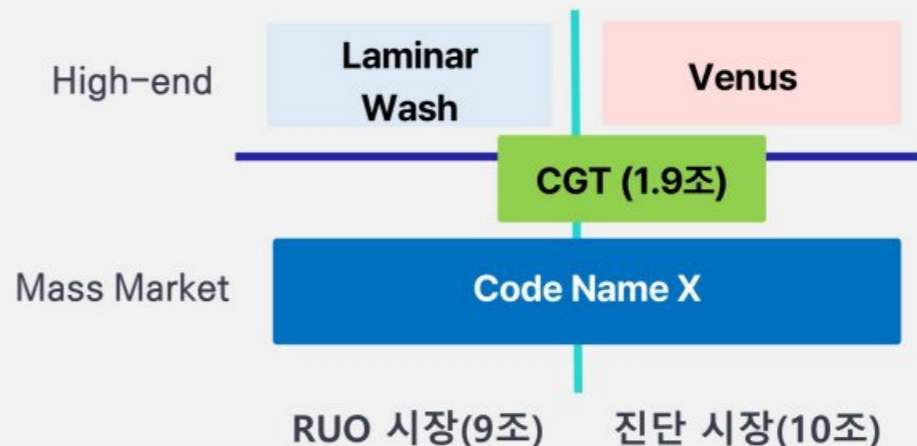 High-end
Laminar
Wash
Venus
CGT (1.9조)
Mass Market
Code Name X
RUO 시장(9조)
진단 시장(10조)